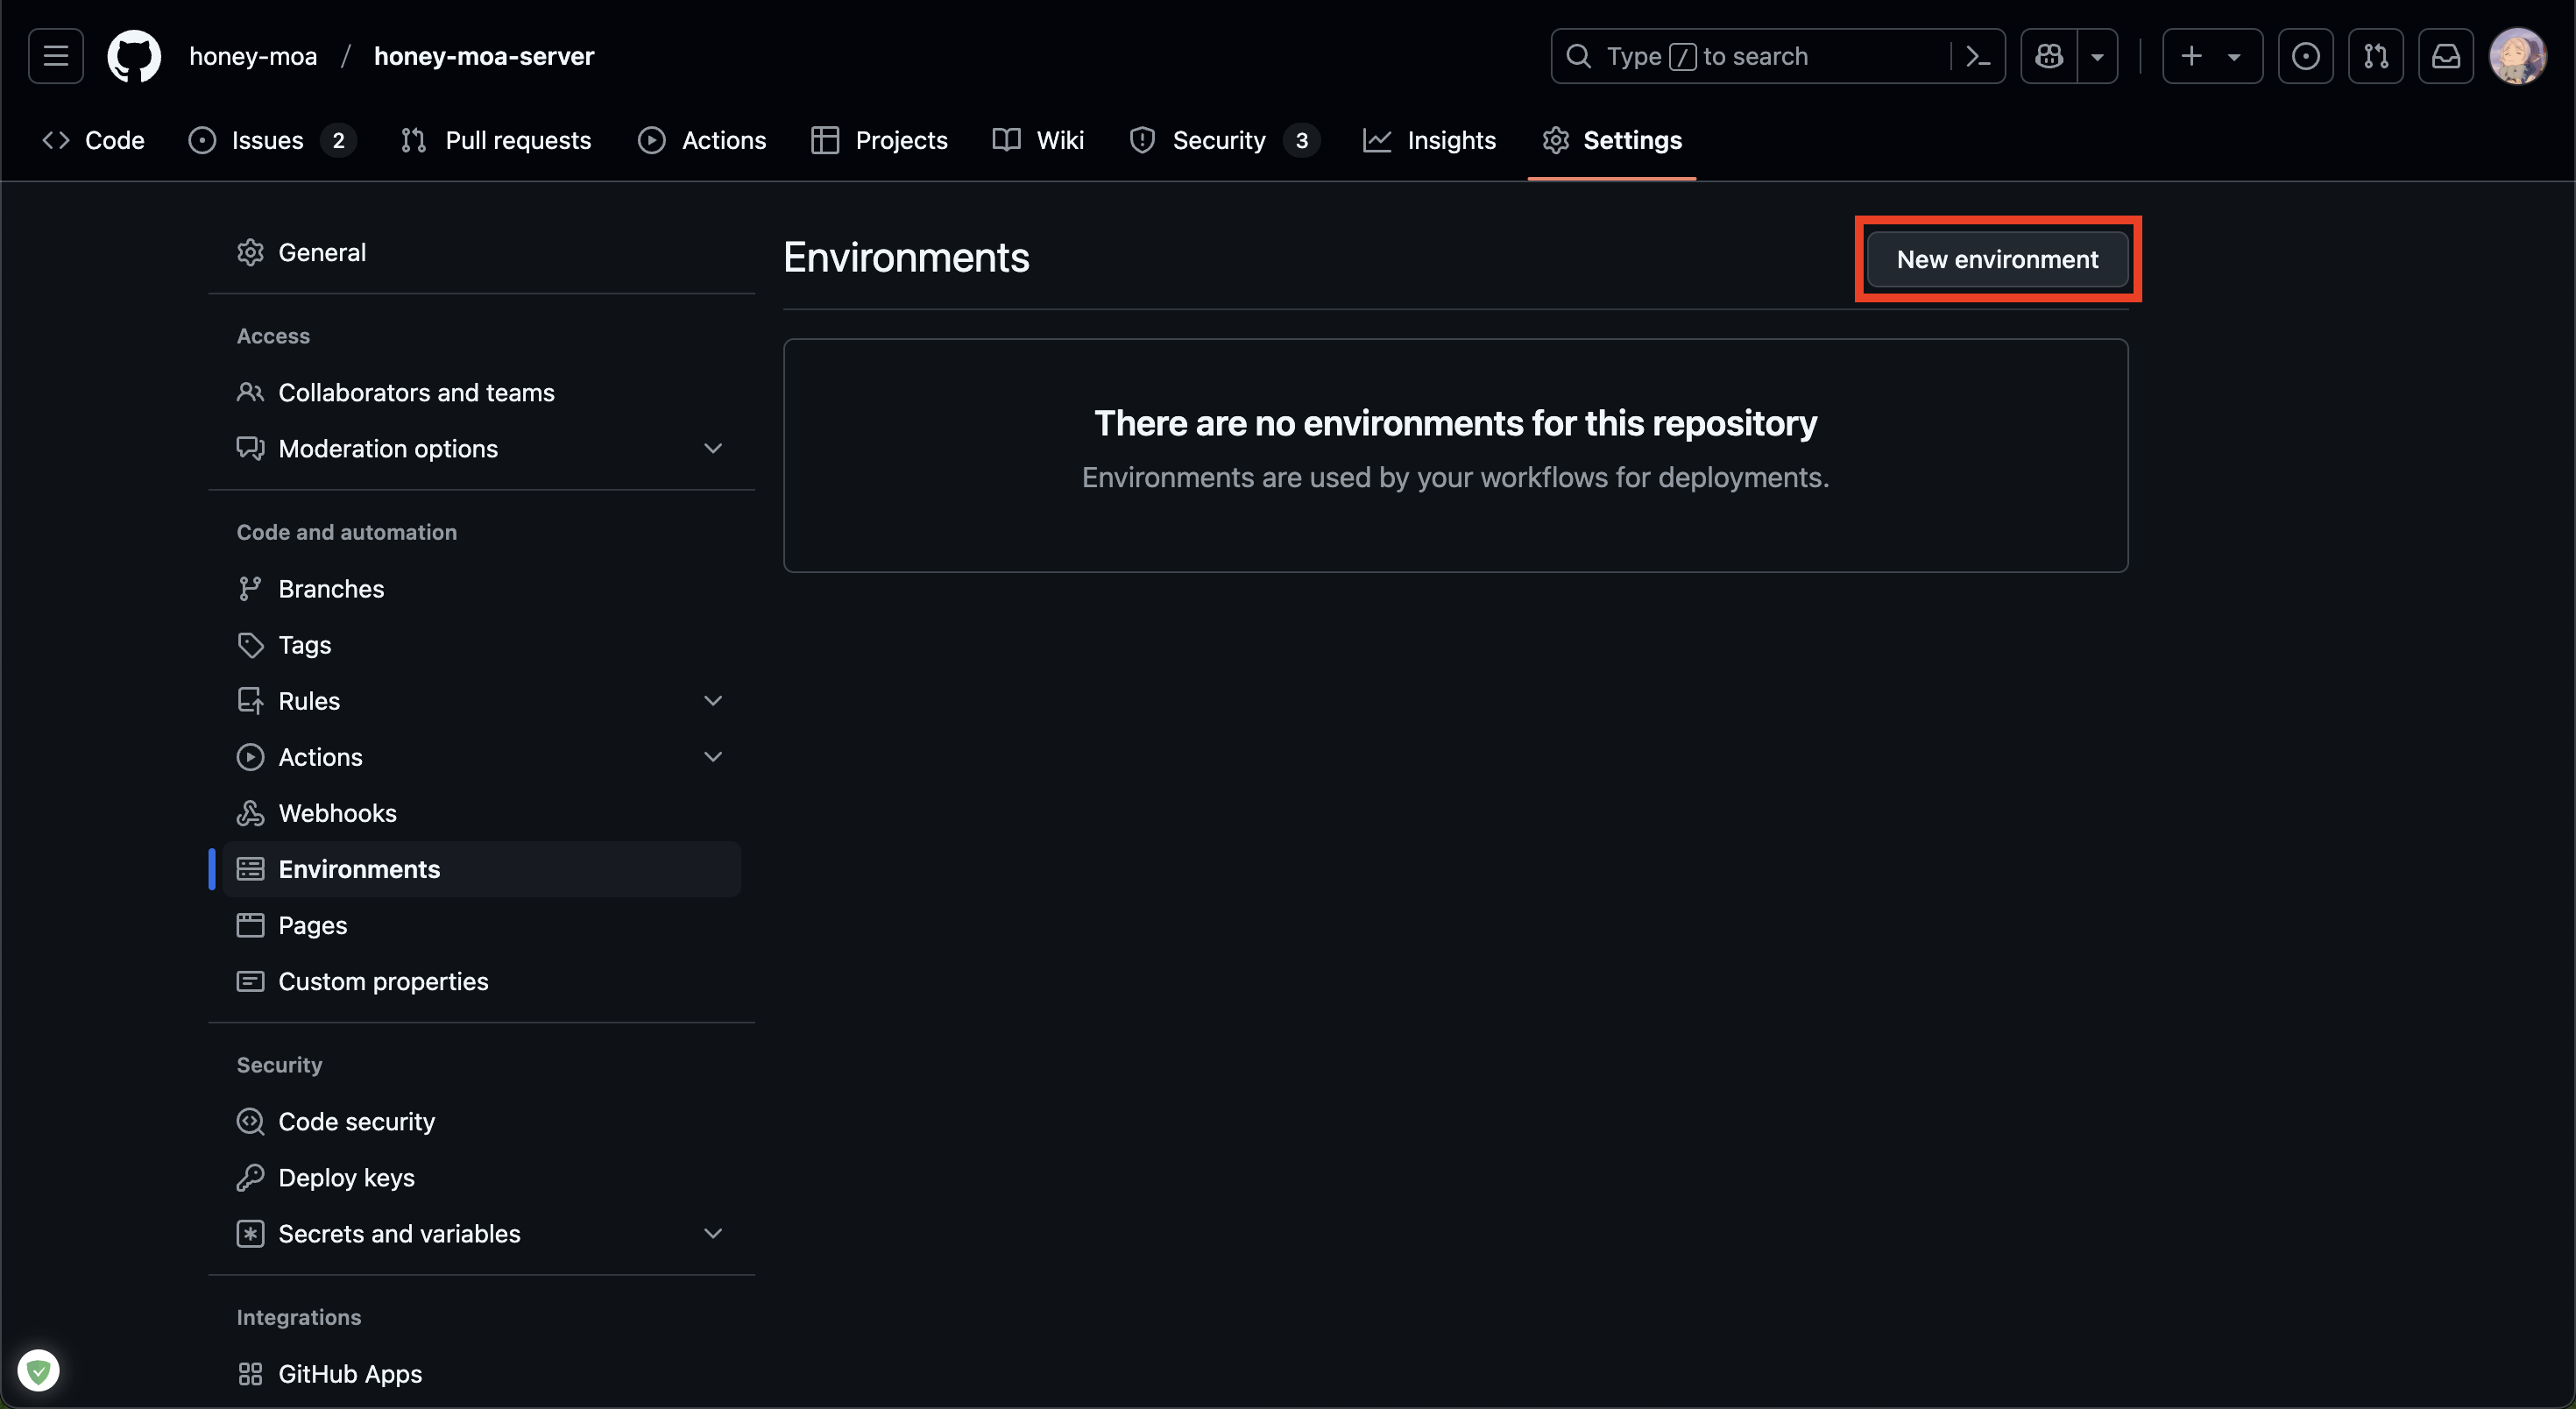 honey-moa / honey-moa-server
Type / to search
Code
Issues 2
Pull requests
Actions
Projects
Wiki
Security 3
Insights
Settings
General
Access
Collaborators and teams
Moderation options
Code and automation
Branches
Tags
Rules
Actions
Webhooks
Environments
Pages
Custom properties
Security
Code security
Deploy keys
Secrets and variables
Integrations
GitHub Apps
Environments
New environment
There are no environments for this repository
Environments are used by your workflows for deployments.